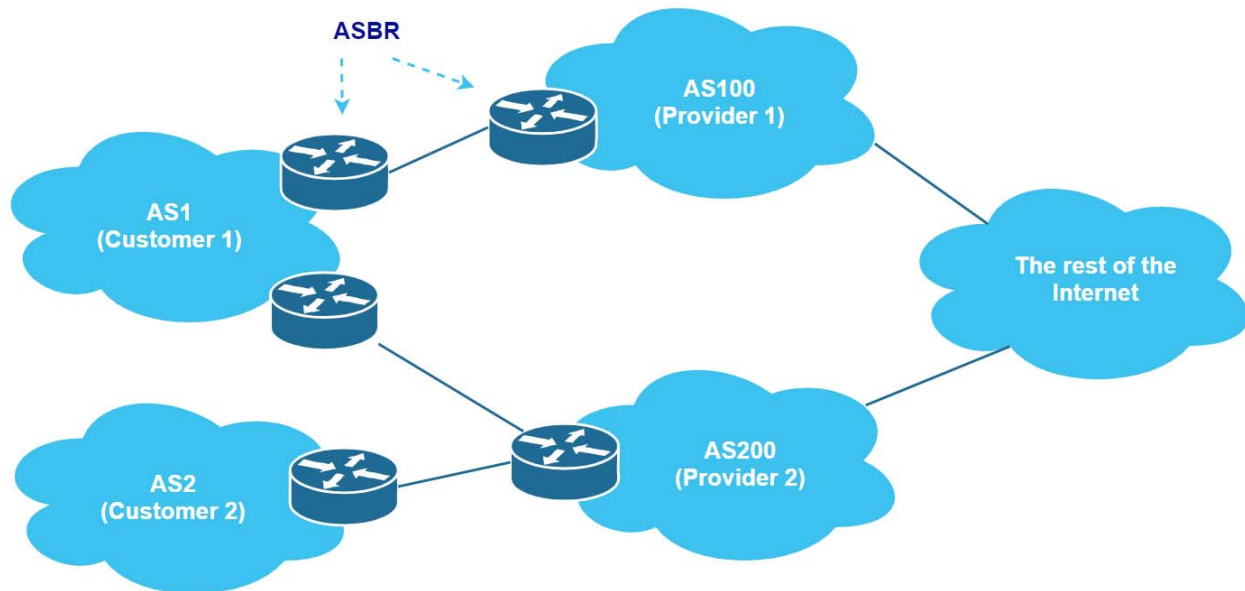 ASBR
AS100
(Provider 1)
AS1
(Customer 1)
The rest of the
Internet
AS200
(Provider 2)
AS2
(Customer 2)